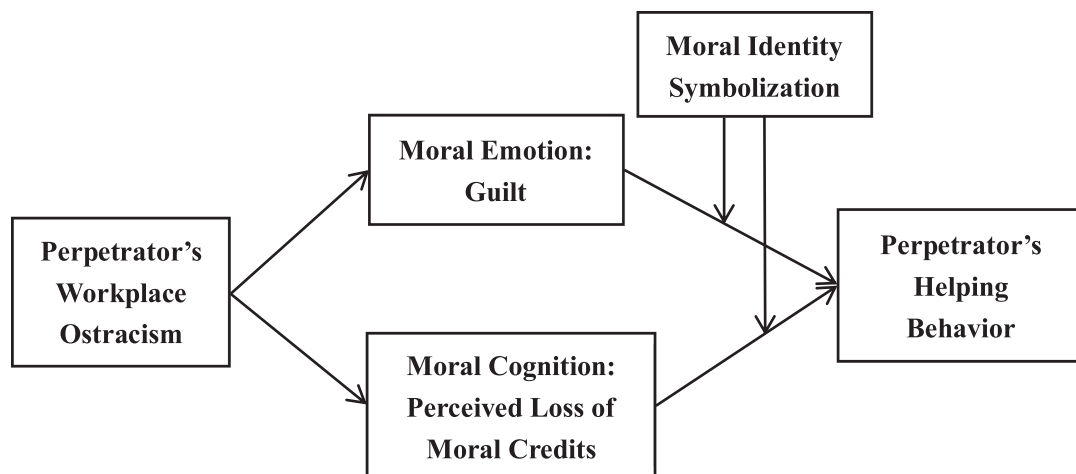 Moral Identity
Symbolization
Moral Emotion:
Guilt
Perpetrator’s
Workplace
Ostracism
Perpetrator’s
Helping
Behavior
Moral Cognition:
Perceived Loss of
Moral Credits